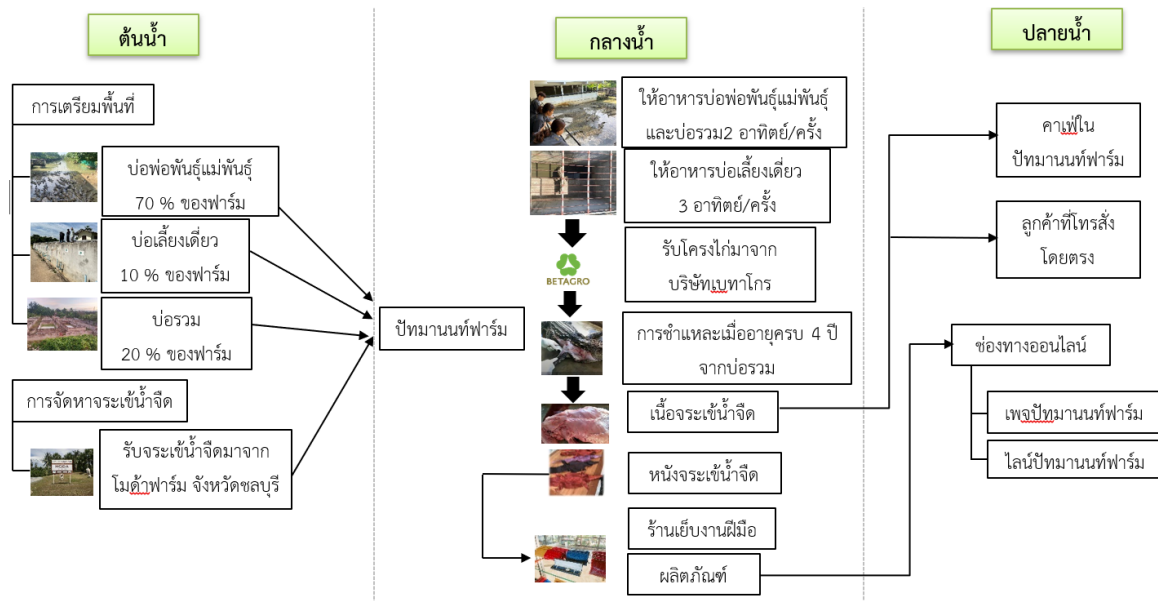 ต้นน้ำ
กลางน้ำ
ปลายน้ำ
การเตรียมพื้นที่
บ่อพ่อพันธุ์แม่พันธุ์
70 % ของฟาร์ม
บ่อเลี้ยงเดี่ยว
10 % ของฟาร์ม
บ่อรวม
20 % ของฟาร์ม
การจัดหาจระเข้น้ำจืด
รับจระเข้น้ำจืดมาจาก
โมด้าฟาร์ม จังหวัดชลบุรี
ปัทมานนท์ฟาร์ม
ให้อาหารบ่อพ่อพันธุ์แม่พันธุ์
และบ่อรวม2 อาทิตย์/ครั้ง
ให้อาหารบ่อเลี้ยงเดี่ยว
3 อาทิตย์/ครั้ง
BETAGRO
รับโครงไก่มาจาก
บริษัทเบทาโกร
การชำแหละเมื่ออายุครบ 4 ปี
จากบ่อรวม
เนื้อจระเข้น้ำจืด
หนังจระเข้น้ำจืด
ร้านเย็บงานฝีมือ
ผลิตภัณฑ์
คาเฟ่ใน
ปัทมานนท์ฟาร์ม
ลูกค้าที่โทรสั่ง
โดยตรง
ช่องทางออนไลน์
เพจปัทมานนท์ฟาร์ม
ไลน์ปัทมานนท์ฟาร์ม